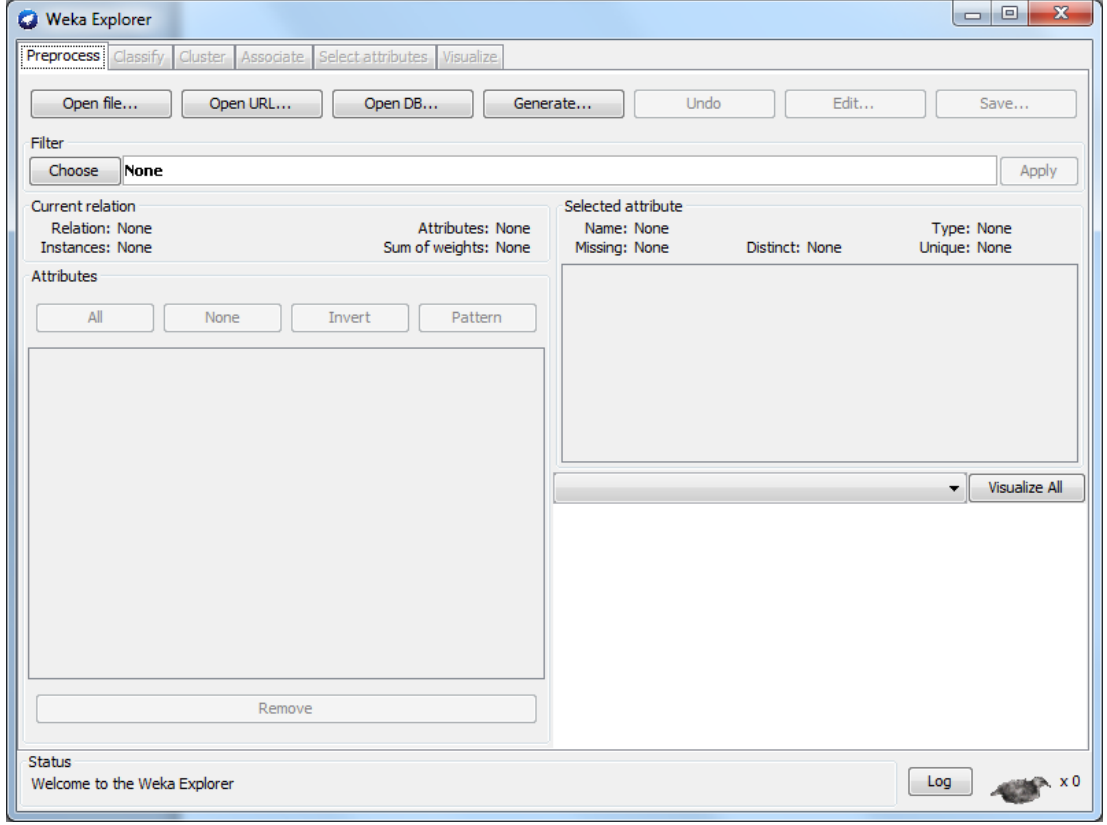 Weka Explorer
Preprocess Classify Cluster Associate Select attributes Visualize
Open file... Open URL... Open DB... Generate... Undo Edit... Save...
Filter
Choose None Apply
Current relation
Relation: None Attributes: None
Instances: None Sum of weights: None
Selected attribute
Name: None Type: None
Missing: None Distinct: None Unique: None
Attributes
All None Invert Pattern
Visualize All
Remove
Status
Welcome to the Weka Explorer
Log x 0